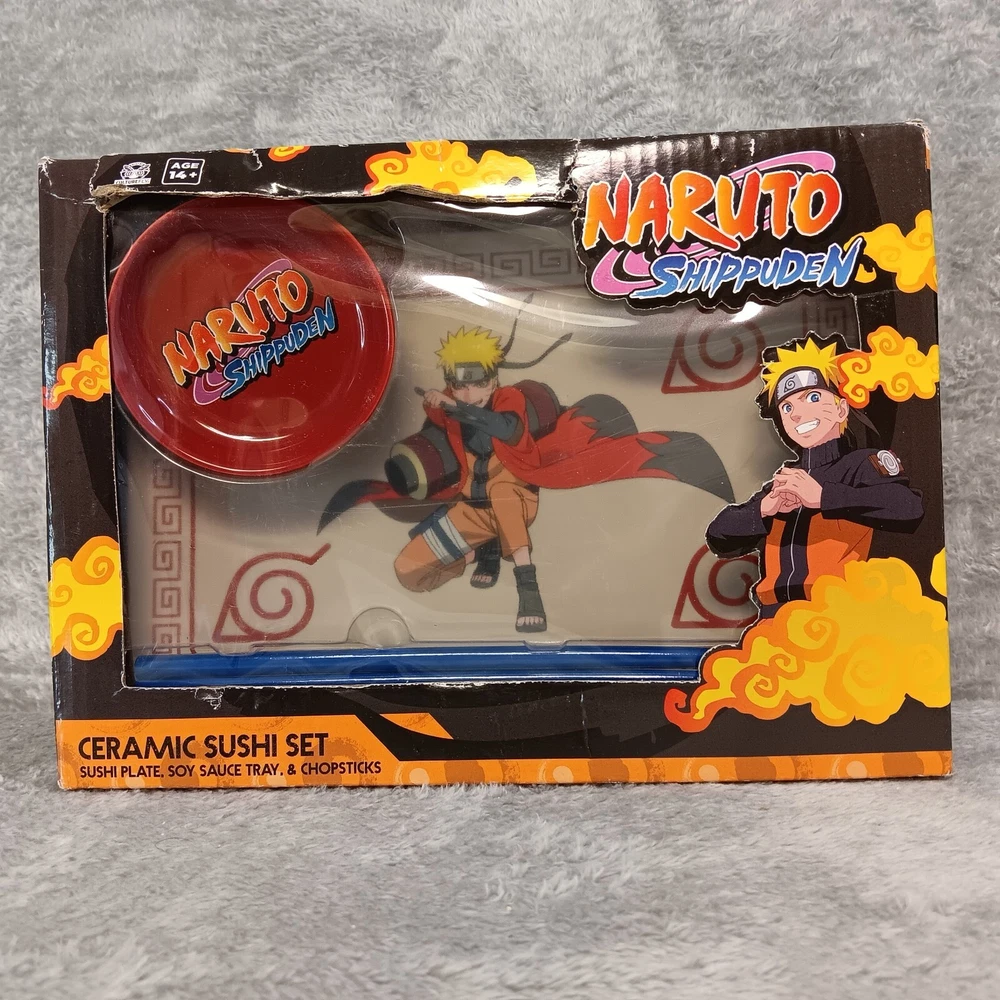 AGE
14+
NARUTO
SHIPPUDEN
NARUTO
SHIPPUDEN
CERAMIC SUSHI SET
SUSHI PLATE, SOY SAUCE TRAY, & CHOPSTICKS